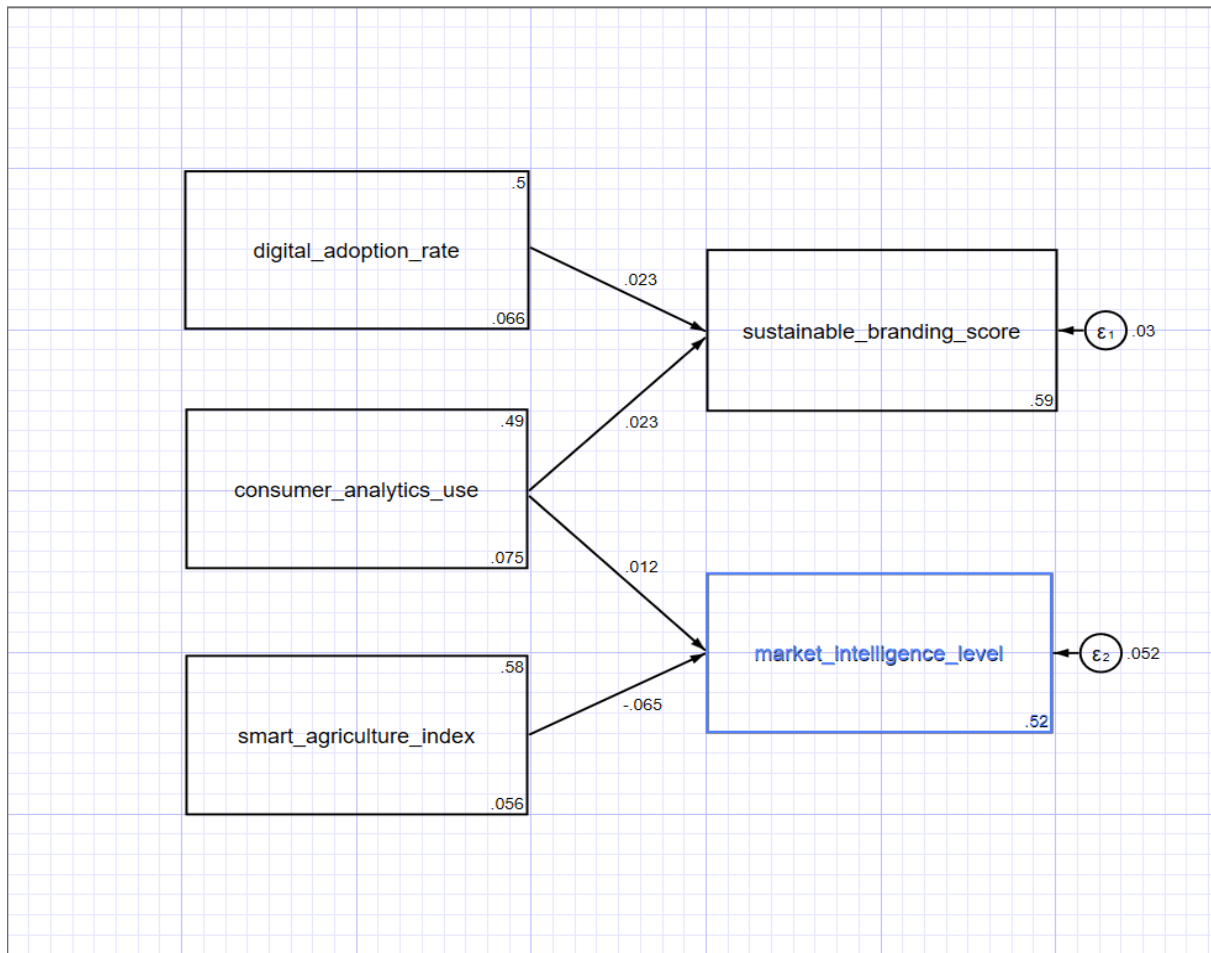 .5
digital_adoption_rate
.066
.023
sustainable_branding_score
ε₁
.03
.59
.49
consumer_analytics_use
.075
.023
.012
market_intelligence_level
ε₂
.052
.52
.58
smart_agriculture_index
.056
-.065